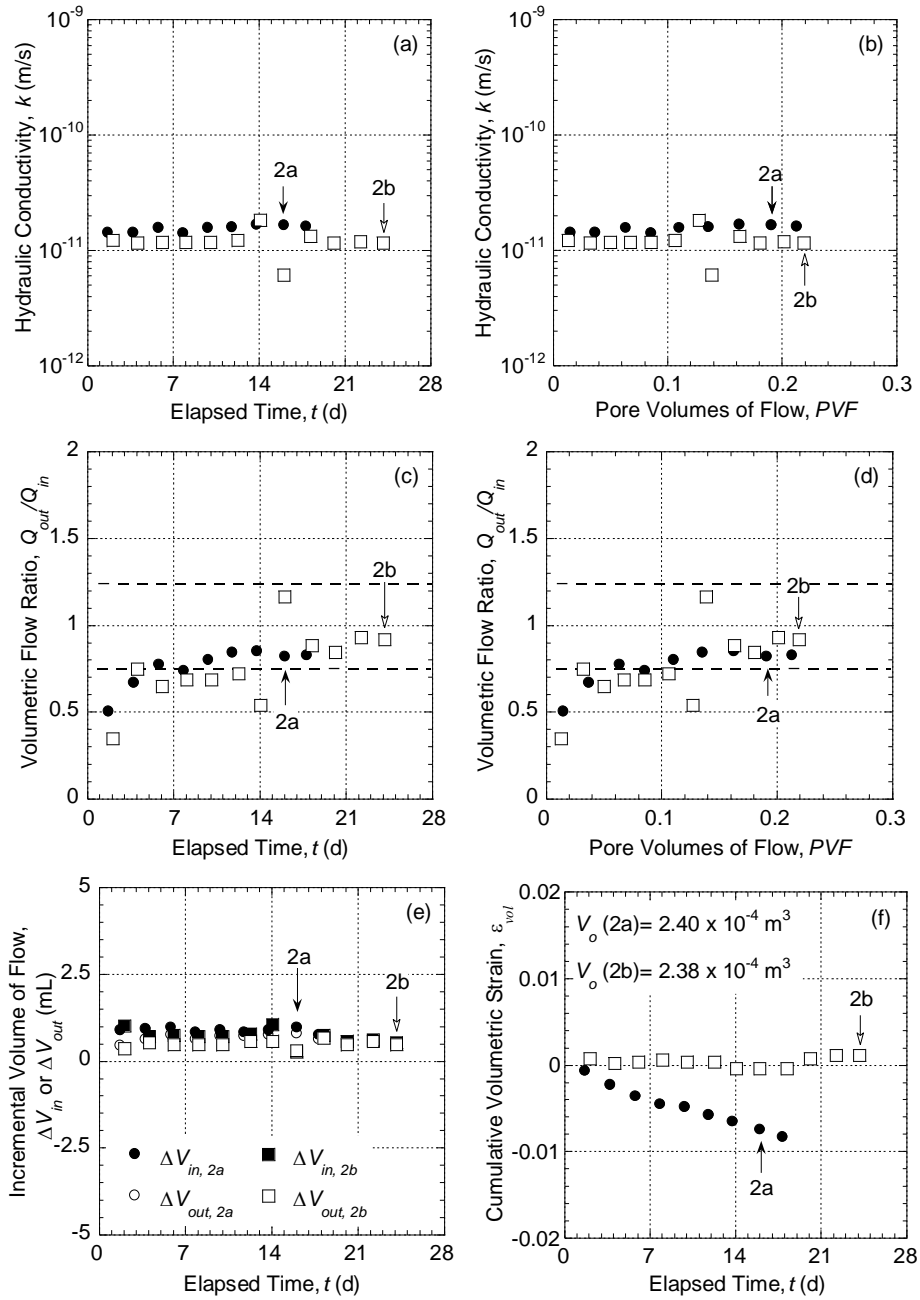 (a)
Hydraulic Conductivity, k (m/s)
10⁻⁹
10⁻¹⁰
10⁻¹¹
10⁻¹²
2a
2b
0 7 14 21 28
Elapsed Time, t (d)
(b)
Hydraulic Conductivity, k (m/s)
10⁻⁹
10⁻¹⁰
10⁻¹¹
10⁻¹²
2a
2b
0 0.1 0.2 0.3
Pore Volumes of Flow, PVF
(c)
Volumetric Flow Ratio, Q_out/Q_in
2
1.5
1
0.5
0
2b
2a
0 7 14 21 28
Elapsed Time, t (d)
(d)
Volumetric Flow Ratio, Q_out/Q_in
2
1.5
1
0.5
0
2b
2a
0 0.1 0.2 0.3
Pore Volumes of Flow, PVF
(e)
Incremental Volume of Flow,
ΔV_in or ΔV_out (mL)
5
2.5
0
-2.5
-5
2a
2b
ΔV_in, 2a ΔV_in, 2b
ΔV_out, 2a ΔV_out, 2b
0 7 14 21 28
Elapsed Time, t (d)
(f)
Cumulative Volumetric Strain, ε_vol
0.02
0.01
0
-0.01
-0.02
V_o (2a)= 2.40 x 10⁻⁴ m³
V_o (2b)= 2.38 x 10⁻⁴ m³
2b
2a
0 7 14 21 28
Elapsed Time, t (d)